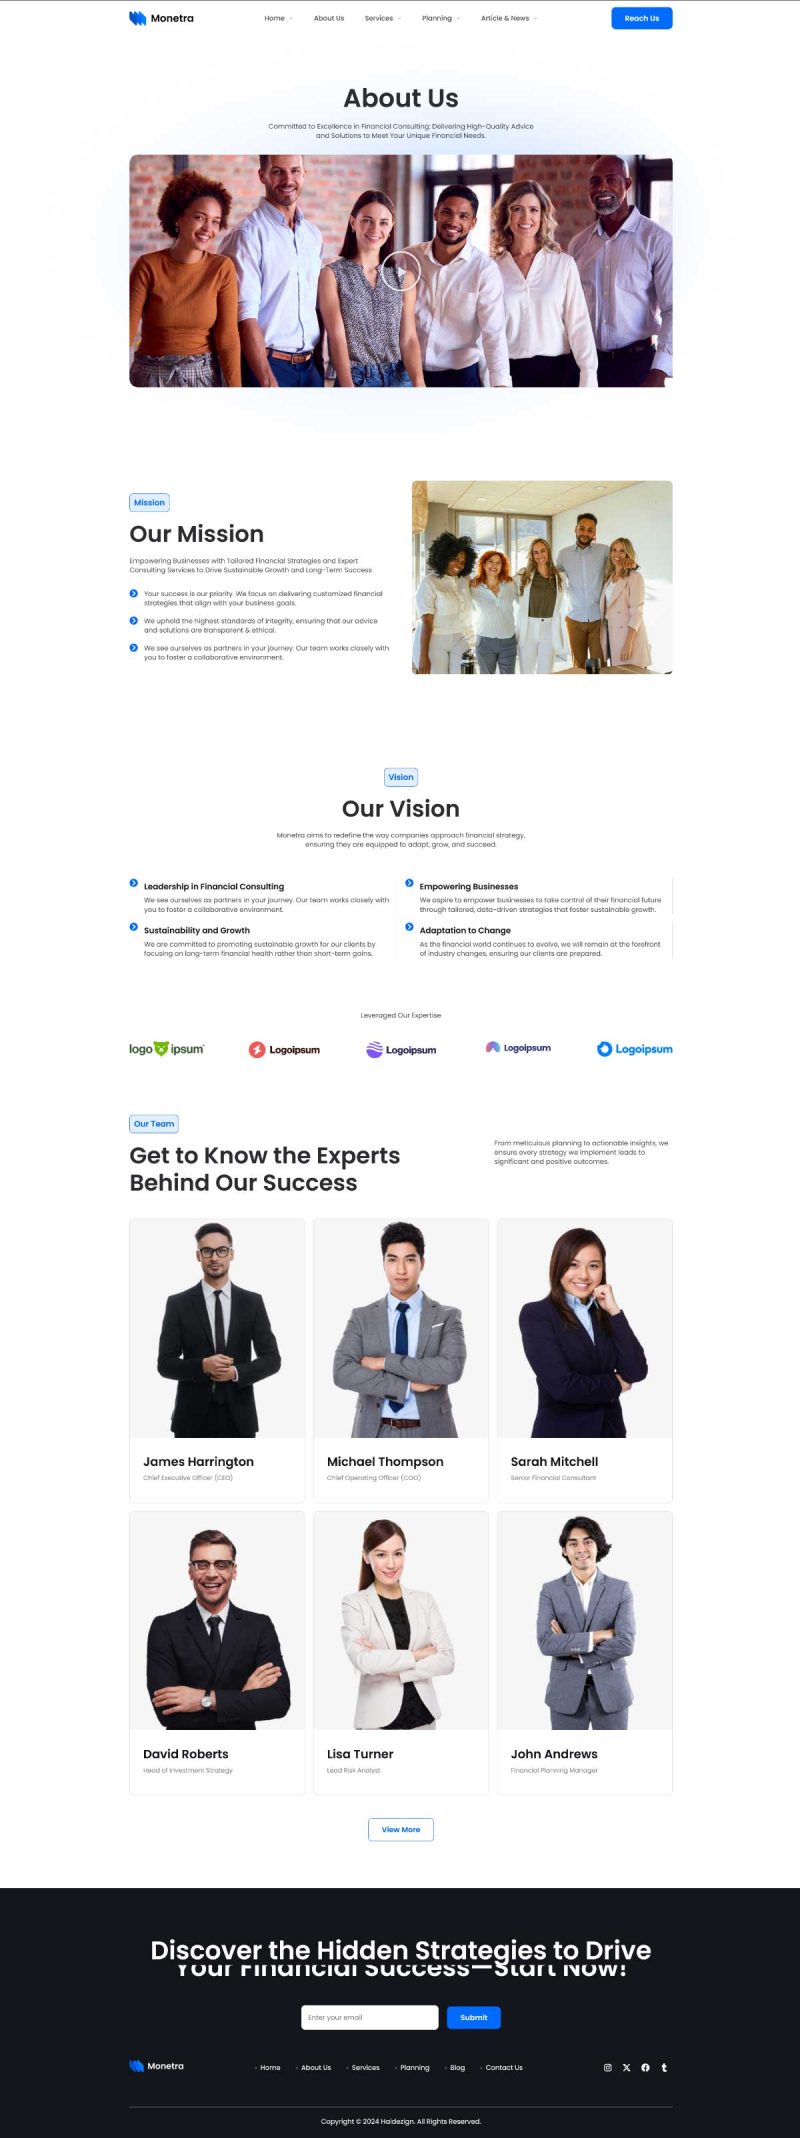 Monetra
Home
About Us
Services
Planning
Article & News
Reach Us
About Us
Committed to Excellence in Financial Consulting; Delivering High-Quality Advice
and Solutions to Meet Your Unique Financial Needs.
Mission
Our Mission
Empowering Businesses with Tailored Financial Strategies and Expert
Consulting Services to Drive Sustainable Growth and Long-Term Success
Your success is our priority. We focus on delivering customized financial
strategies that align with your business goals.
We uphold the highest standards of integrity, ensuring that our advice
and solutions are transparent & ethical.
We see ourselves as partners in your journey. Our team works closely with
you to foster a collaborative environment.
Vision
Our Vision
Monetra aims to redefine the way companies approach financial strategy,
ensuring they are equipped to adapt, grow, and succeed.
Leadership in Financial Consulting
We see ourselves as partners in your journey. Our team works closely with
you to foster a collaborative environment.
Empowering Businesses
We aspire to empower businesses to take control of their financial future
through tailored, data-driven strategies that foster sustainable growth.
Sustainability and Growth
We are committed to promoting sustainable growth for our clients by
focusing on long-term financial health rather than short-term gains.
Adaptation to Change
As the financial world continues to evolve, we will remain at the forefront
of industry changes, ensuring our clients are prepared.
Leveraged Our Expertise
logo ipsum
Logoipsum
Logoipsum
Logoipsum
Logoipsum
Our Team
Get to Know the Experts
Behind Our Success
From meticulous planning to actionable insights, we
ensure every strategy we implement leads to
significant and positive outcomes.
James Harrington
Chief Executive Officer (CEO)
Michael Thompson
Chief Operating Officer (COO)
Sarah Mitchell
Senior Financial Consultant
David Roberts
Head of Investment Strategy
Lisa Turner
Lead Risk Analyst
John Andrews
Financial Planning Manager
View More
Discover the Hidden Strategies to Drive
Your Financial Success—Start Now!
Enter your email
Submit
Monetra
Home
About Us
Services
Planning
Blog
Contact Us
Copyright © 2024 Haldezign. All Rights Reserved.